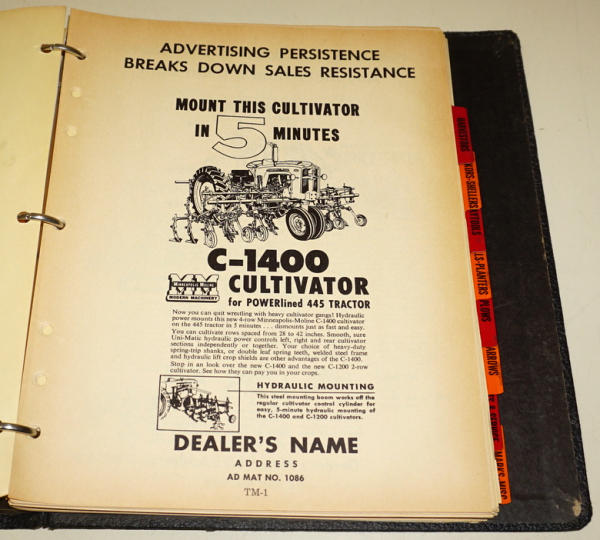 ADVERTISING PERSISTENCE
BREAKS DOWN SALES RESISTANCE
MOUNT THIS CULTIVATOR
IN 5 MINUTES
C-1400
MM
MINNEAPOLIS-MOLINE
MODERN MACHINERY
CULTIVATOR
for POWERlined 445 TRACTOR
Now you can quit wrestling with heavy cultivator gangs! Hydraulic
power mounts this new 4-row Minneapolis-Moline C-1400 cultivator
on the 445 tractor in 5 minutes . . . dismounts just as fast and easy.
You can cultivate rows spaced from 28 to 42 inches. Smooth, sure
Uni-Matic hydraulic power controls left, right and rear cultivator
sections independently or together. Your choice of heavy-duty
spring-trip shanks, or double leaf spring teeth, welded steel frame
and hydraulic lift crop shields are other advantages of the C-1400.
Stop in an look over the new C-1400 and the new C-1200 2-row
cultivator. See how they can pay you in your crops.
HYDRAULIC MOUNTING
This steel mounting boom works off the
regular cultivator control cylinder for
easy, 5-minute hydraulic mounting of
the C-1400 and C-1200 cultivators.
DEALER'S NAME
ADDRESS
AD MAT NO. 1086
TM-1
HARVESTORS
-SHELLERS
-PLANTERS
PLOWS
ARROWS